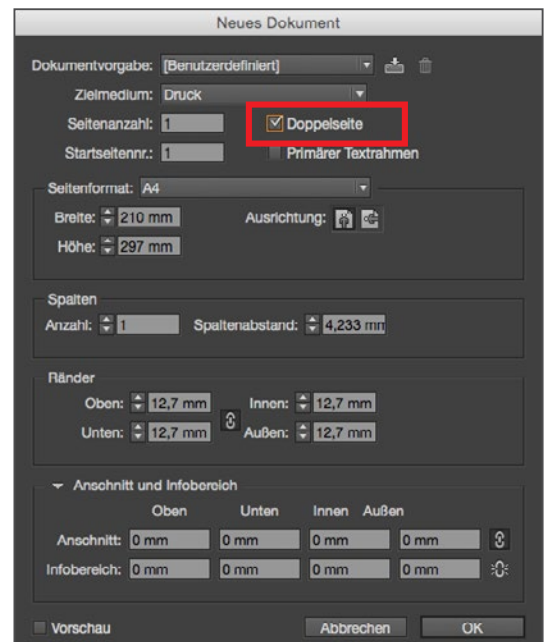 Neues Dokument
Dokumentvorgabe: [Benutzerdefiniert]
Zielmedium: Druck
Seitenanzahl: 1 Doppelseite
Startseitennr.: 1 Primärer Textrahmen
Seitenformat: A4
Breite: 210 mm Ausrichtung:
Höhe: 297 mm
Spalten
Anzahl: 1 Spaltenabstand: 4,233 mm
Ränder
Oben: 12,7 mm Innen: 12,7 mm
Unten: 12,7 mm Außen: 12,7 mm
Anschnitt und Infobereich
Oben Unten Innen Außen
Anschnitt: 0 mm 0 mm 0 mm 0 mm
Infobereich: 0 mm 0 mm 0 mm 0 mm
Vorschau Abbrechen OK